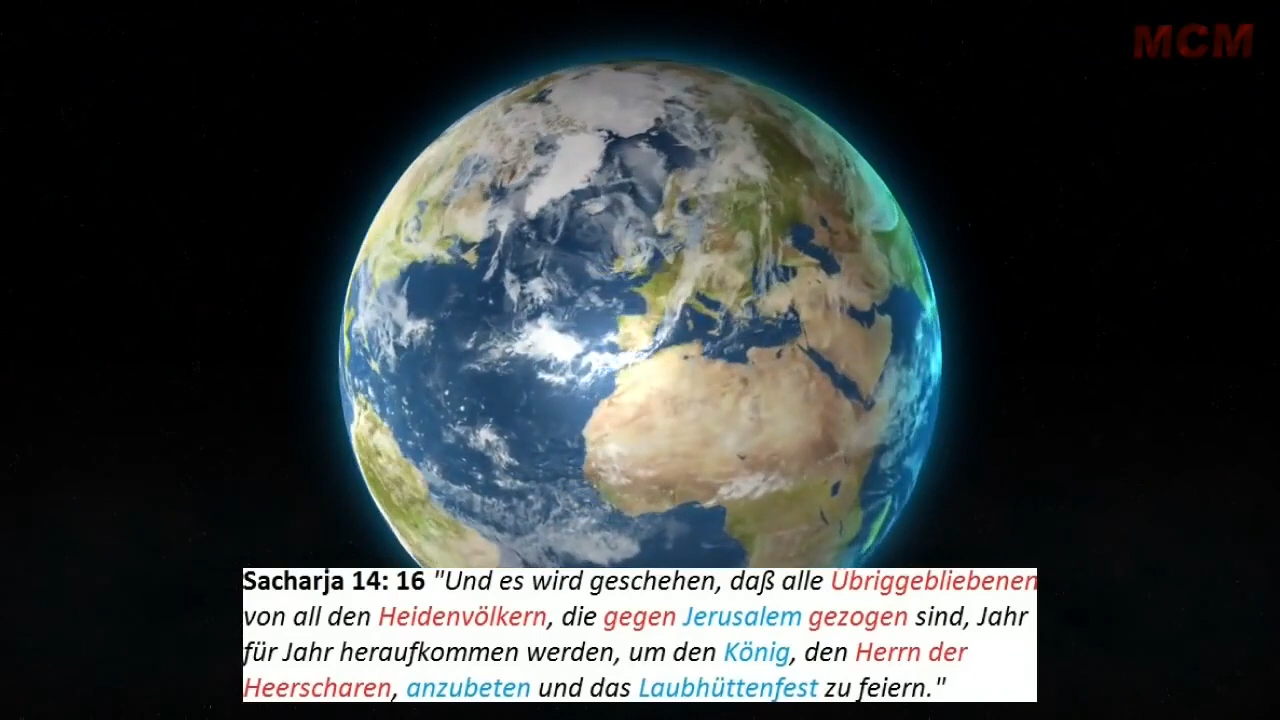 MCM
Sacharja 14: 16 "Und es wird geschehen, daß alle Übriggebliebenen
von all den Heidenvölkern, die gegen Jerusalem gezogen sind, Jahr
für Jahr heraufkommen werden, um den König, den Herrn der
Heerscharen, anzubeten und das Laubhüttenfest zu feiern."